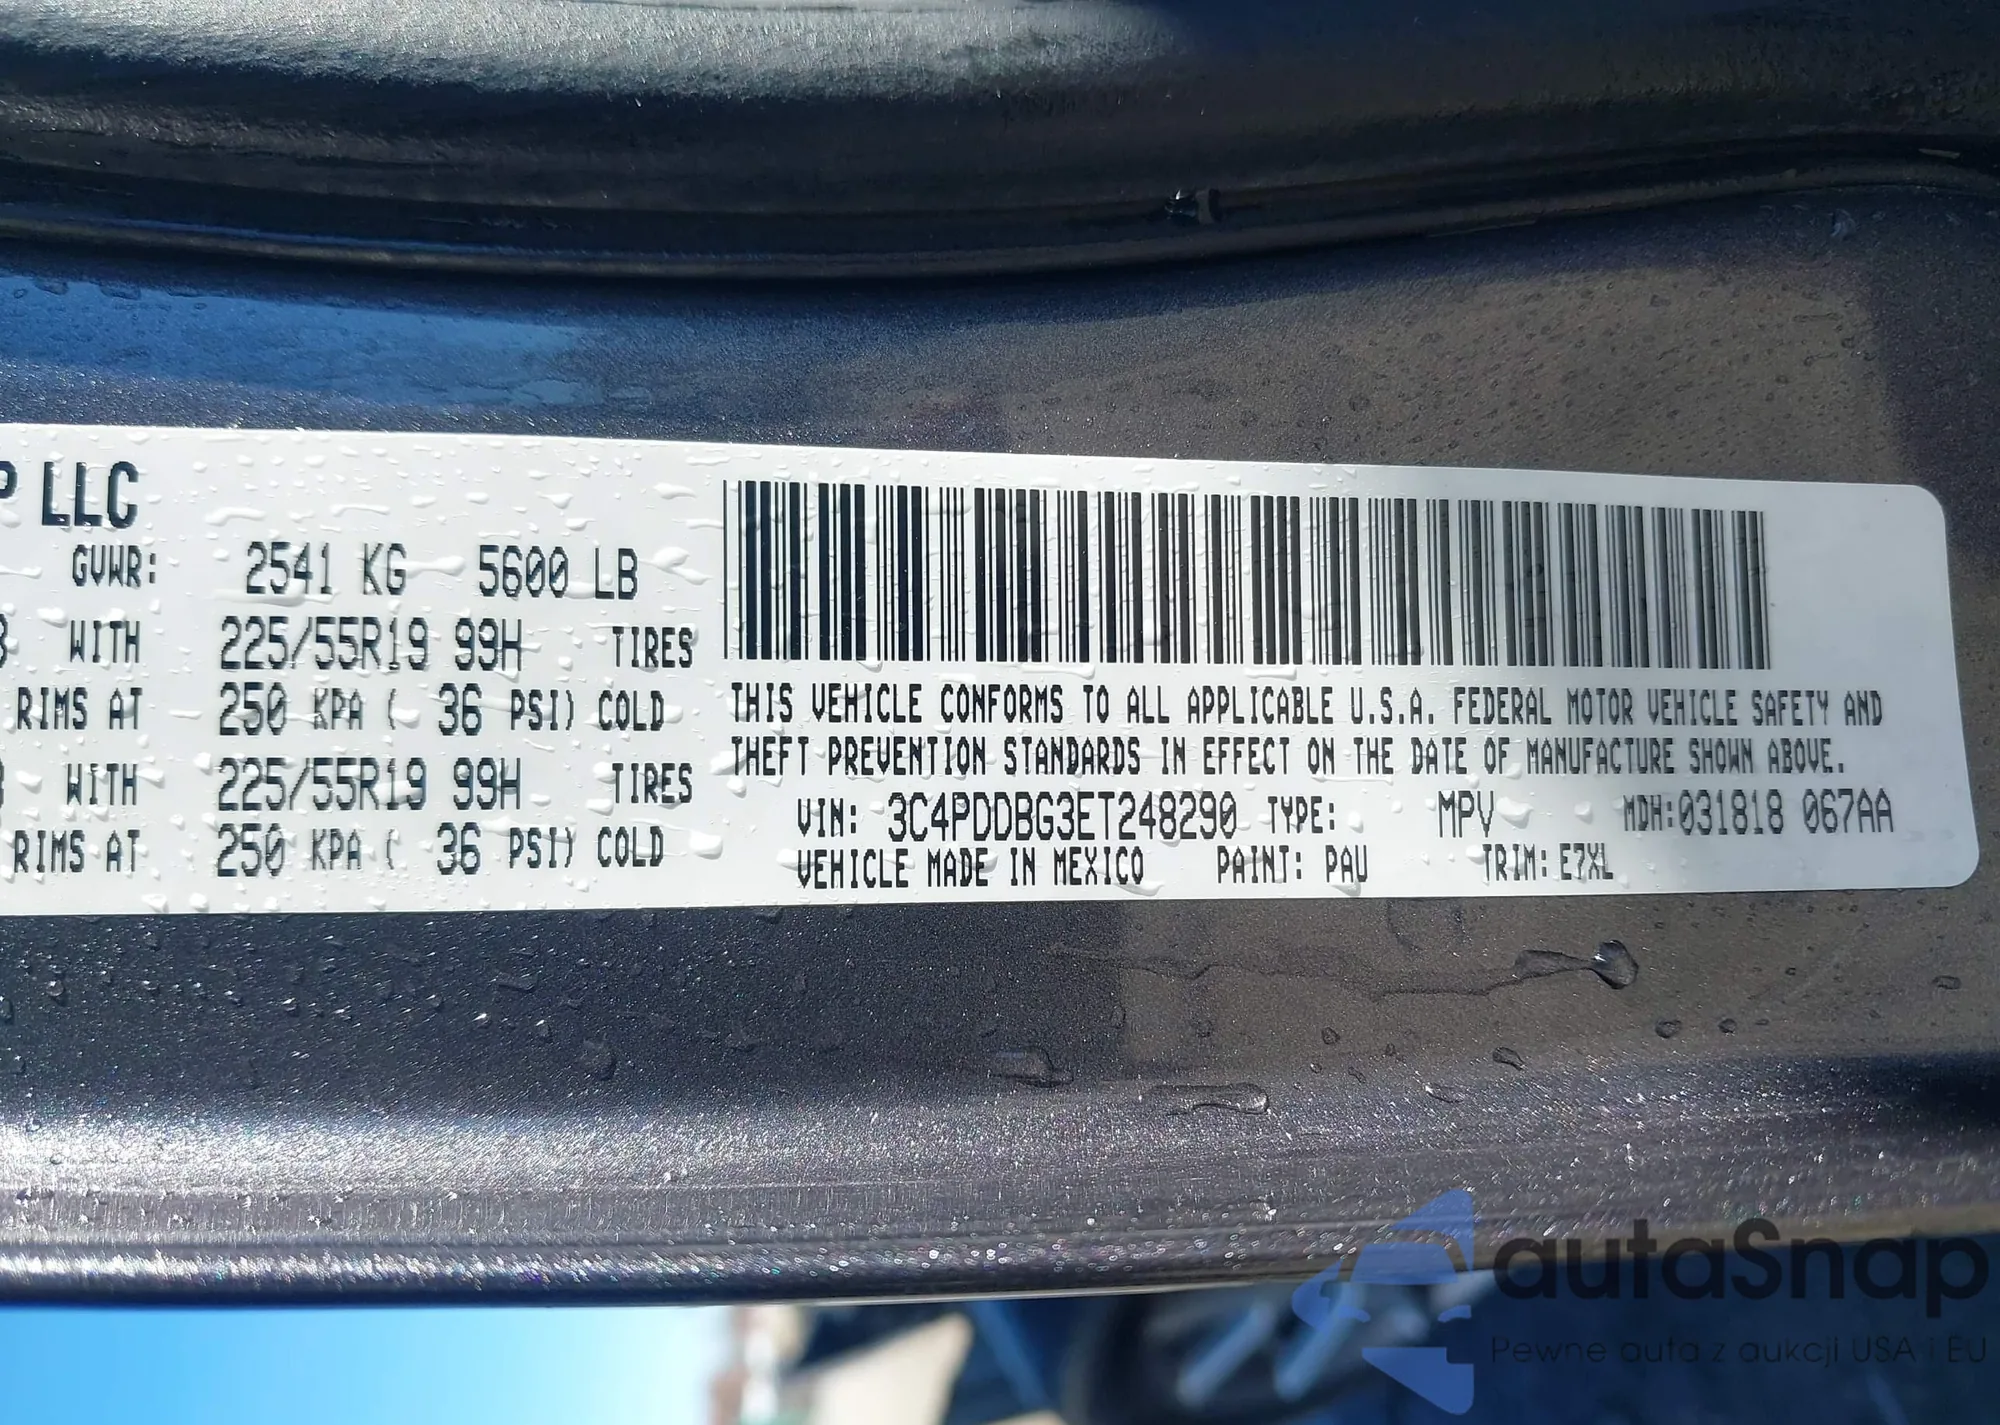 P LLC
GVWR: 2541 KG 5600 LB
WITH 225/55R19 99H TIRES
RIMS AT 250 KPA ( 36 PSI) COLD
WITH 225/55R19 99H TIRES
RIMS AT 250 KPA ( 36 PSI) COLD
THIS VEHICLE CONFORMS TO ALL APPLICABLE U.S.A. FEDERAL MOTOR VEHICLE SAFETY AND
THEFT PREVENTION STANDARDS IN EFFECT ON THE DATE OF MANUFACTURE SHOWN ABOVE.
VIN: 3C4PDDBG3ET248290 TYPE: MPV MDH:031818 067AA
VEHICLE MADE IN MEXICO PAINT: PAU TRIM: E7XL
autaSnap
Pewne auta z aukcji USA i EU